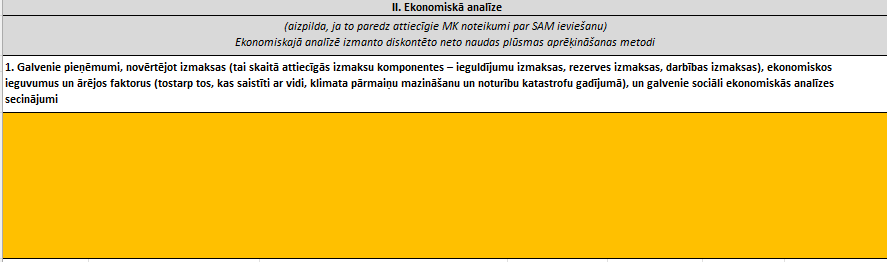 II. Ekonomiskā analīze
(aizpilda, ja to paredz attiecīgie MK noteikumi par SAM ieviešanu)
Ekonomiskajā analīzē izmanto diskontēto neto naudas plūsmas aprēķināšanas metodi
1. Galvenie pieņēmumi, novērtējot izmaksas (tai skaitā attiecīgās izmaksu komponentes – ieguldījumu izmaksas, rezerves izmaksas, darbības izmaksas), ekonomiskos
ieguvumus un ārējos faktorus (tostarp tos, kas saistīti ar vidi, klimata pārmaiņu mazināšanu un noturību katastrofu gadījumā), un galvenie sociāli ekonomiskās analīzes
secinājumi